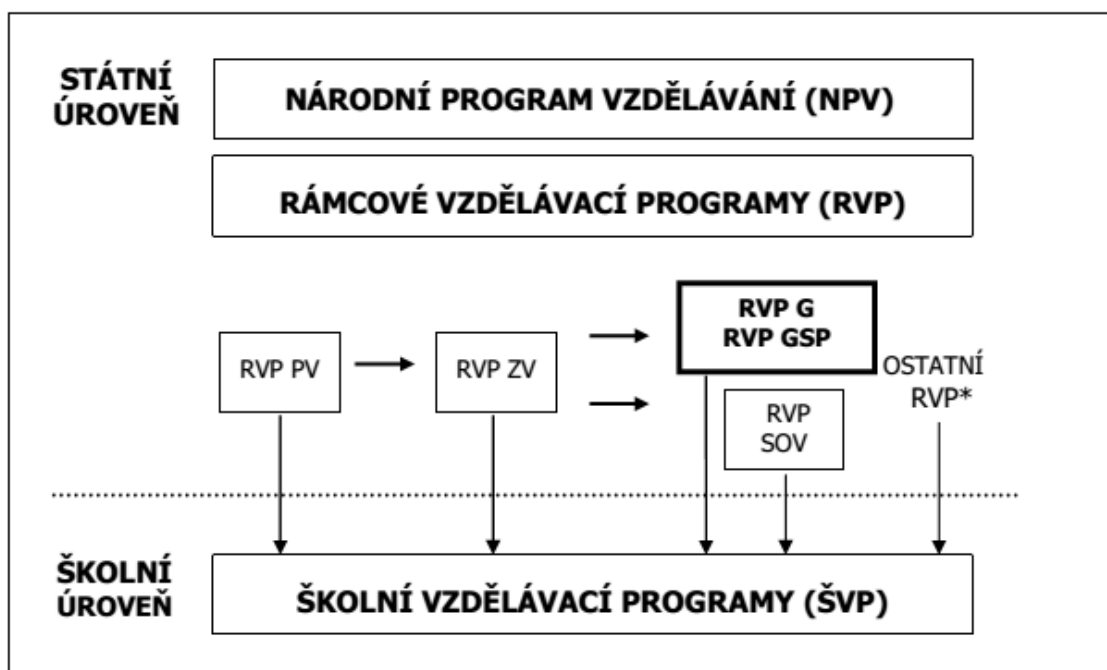 STÁTNÍ
ÚROVEŇ
NÁRODNÍ PROGRAM VZDĚLÁVÁNÍ (NPV)
RÁMCOVÉ VZDĚLÁVACÍ PROGRAMY (RVP)
RVP PV
RVP ZV
RVP G
RVP GSP
RVP
SOV
OSTATNÍ
RVP*
ŠKOLNÍ
ÚROVEŇ
ŠKOLNÍ VZDĚLÁVACÍ PROGRAMY (ŠVP)